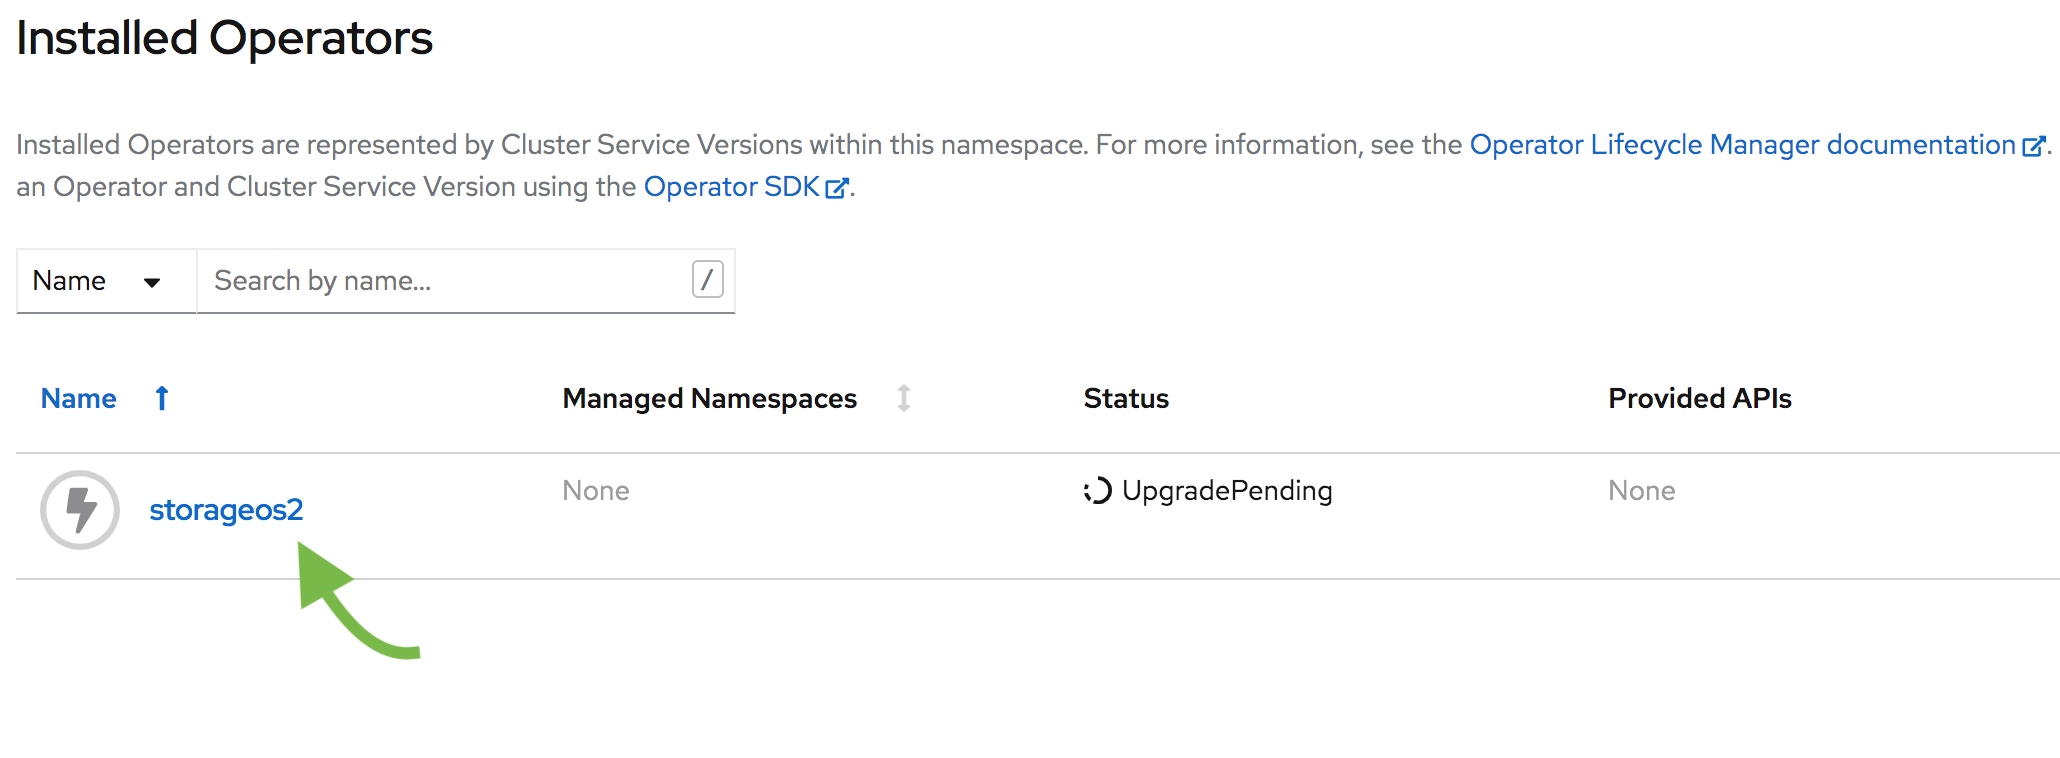 Installed Operators
Installed Operators are represented by Cluster Service Versions within this namespace. For more information, see the Operator Lifecycle Manager documentation.
an Operator and Cluster Service Version using the Operator SDK.
Name Search by name... /
Name Managed Namespaces Status Provided APIs
storageos2 None UpgradePending None